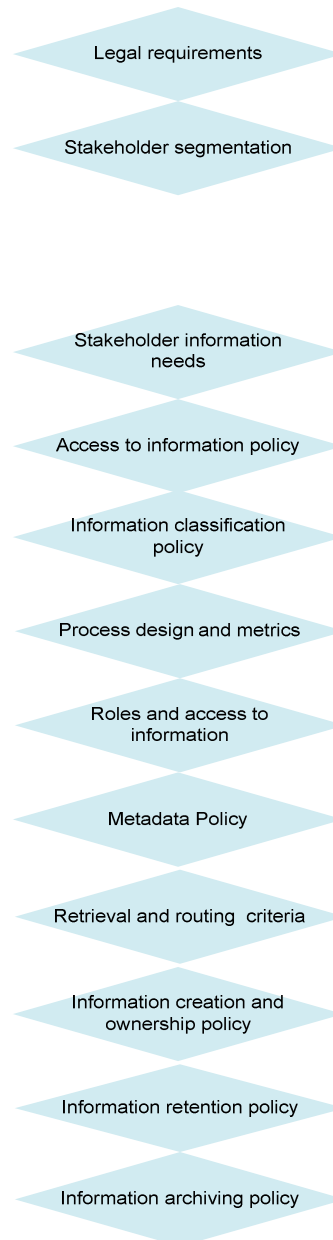 Legal requirements
Stakeholder segmentation
Stakeholder information
needs
Access to information policy
Information classification
policy
Process design and metrics
Roles and access to
information
Metadata Policy
Retrieval and routing criteria
Information creation and
ownership policy
Information retention policy
Information archiving policy